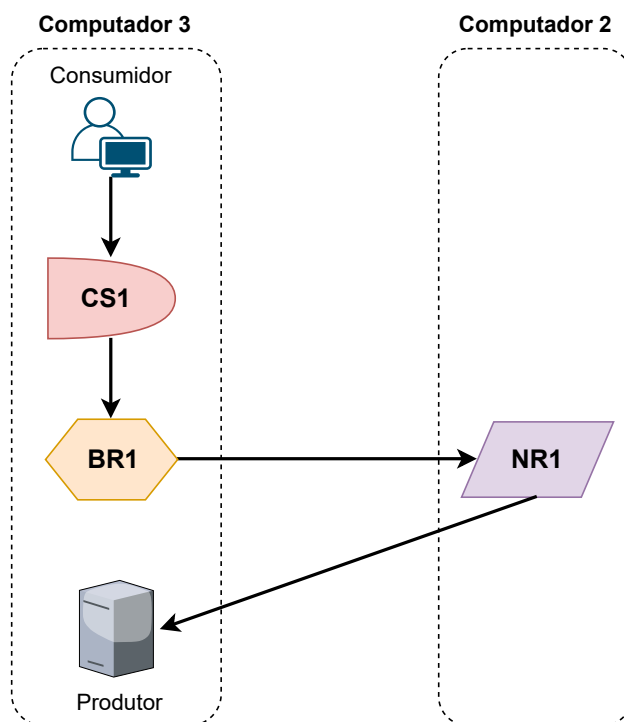 Computador 3
Computador 2
Consumidor
CS1
BR1
NR1
Produtor